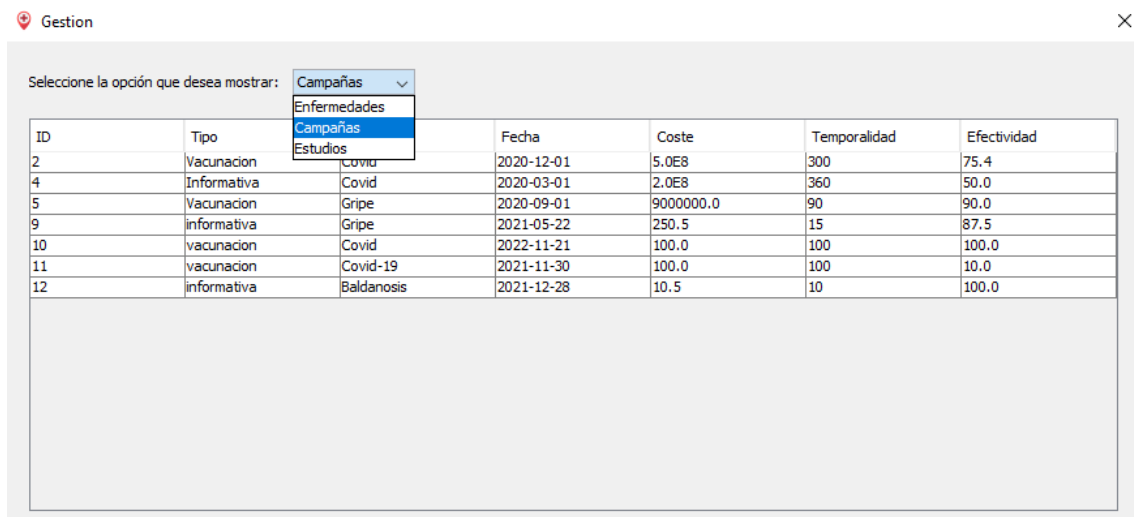 Gestion
Seleccione la opción que desea mostrar: Campañas
Enfermedades
Campañas
Estudios
ID Tipo Fecha Coste Temporalidad Efectividad
2 Vacunacion Covid 2020-12-01 5.0E8 300 75.4
4 Informativa Covid 2020-03-01 2.0E8 360 50.0
5 Vacunacion Gripe 2020-09-01 9000000.0 90 90.0
9 informativa Gripe 2021-05-22 250.5 15 87.5
10 vacunacion Covid 2022-11-21 100.0 100 100.0
11 vacunacion Covid-19 2021-11-30 100.0 100 10.0
12 informativa Baldanosis 2021-12-28 10.5 10 100.0